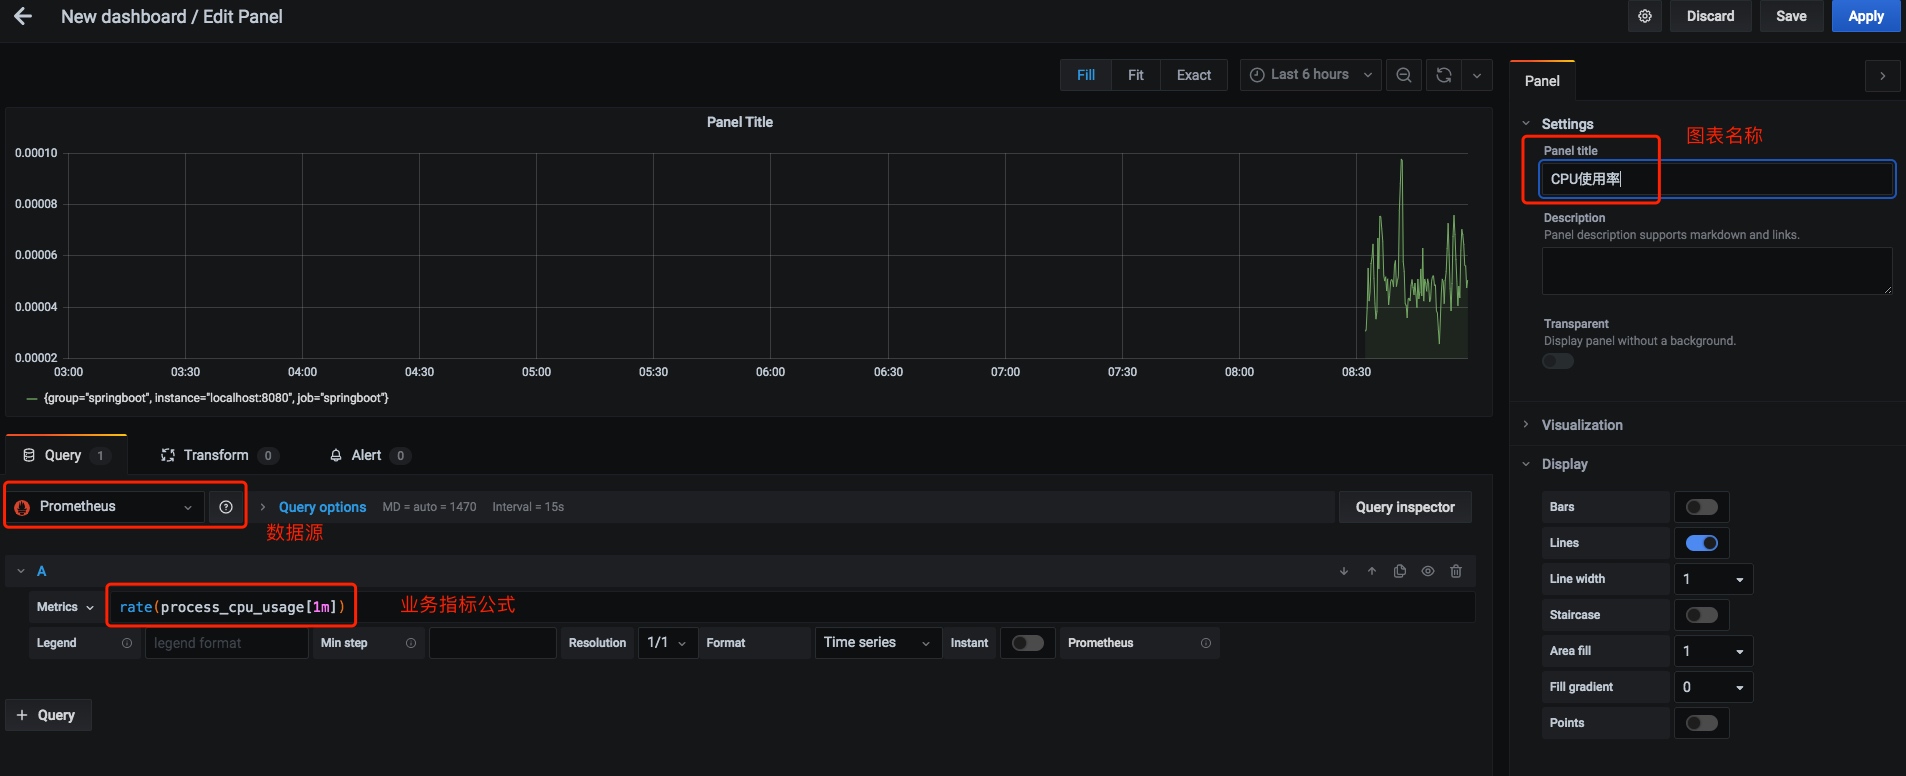 New dashboard / Edit Panel
Discard
Save
Apply
Fill
Fit
Exact
Last 6 hours
Panel
Panel Title
Settings
图表名称
Panel title
CPU使用率
Description
Panel description supports markdown and links.
Transparent
Display panel without a background.
0.00010
0.00008
0.00006
0.00004
0.00002
03:00
03:30
04:00
04:30
05:00
05:30
06:00
06:30
07:00
07:30
08:00
08:30
{group="springboot", instance="localhost:8080", job="springboot"}
Visualization
Display
Query 1
Transform 0
Alert 0
Prometheus
Query options
MD = auto = 1470
Interval = 15s
Query inspector
数据源
A
Metrics
rate(process_cpu_usage[1m])
业务指标公式
Legend
legend format
Min step
Resolution
1/1
Format
Time series
Instant
Prometheus
+ Query
Bars
Lines
Line width
1
Staircase
Area fill
1
Fill gradient
0
Points